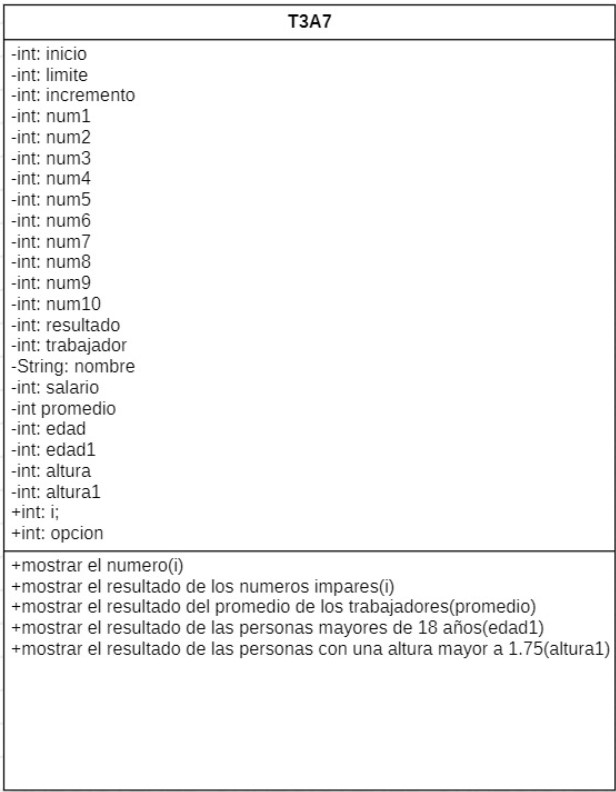 T3A7
-int: inicio
-int: limite
-int: incremento
-int: num1
-int: num2
-int: num3
-int: num4
-int: num5
-int: num6
-int: num7
-int: num8
-int: num9
-int: num10
-int: resultado
-int: trabajador
-String: nombre
-int: salario
-int promedio
-int: edad
-int: edad1
-int: altura
-int: altura1
+int: i;
+int: opcion
+mostrar el numero(i)
+mostrar el resultado de los numeros impares(i)
+mostrar el resultado del promedio de los trabajadores(promedio)
+mostrar el resultado de las personas mayores de 18 años(edad1)
+mostrar el resultado de las personas con una altura mayor a 1.75(altura1)